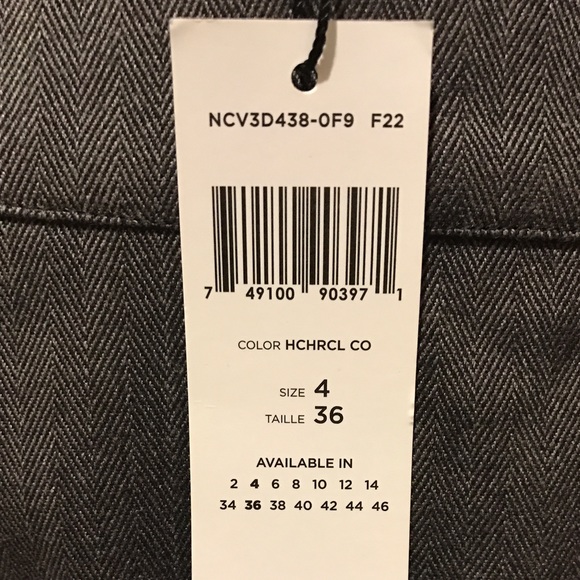 NCV3D438-0F9 F22
7 49100 90397 1
COLOR HCHRCL CO
SIZE 4
TAILLE 36
AVAILABLE IN
2 4 6 8 10 12 14
34 36 38 40 42 44 46